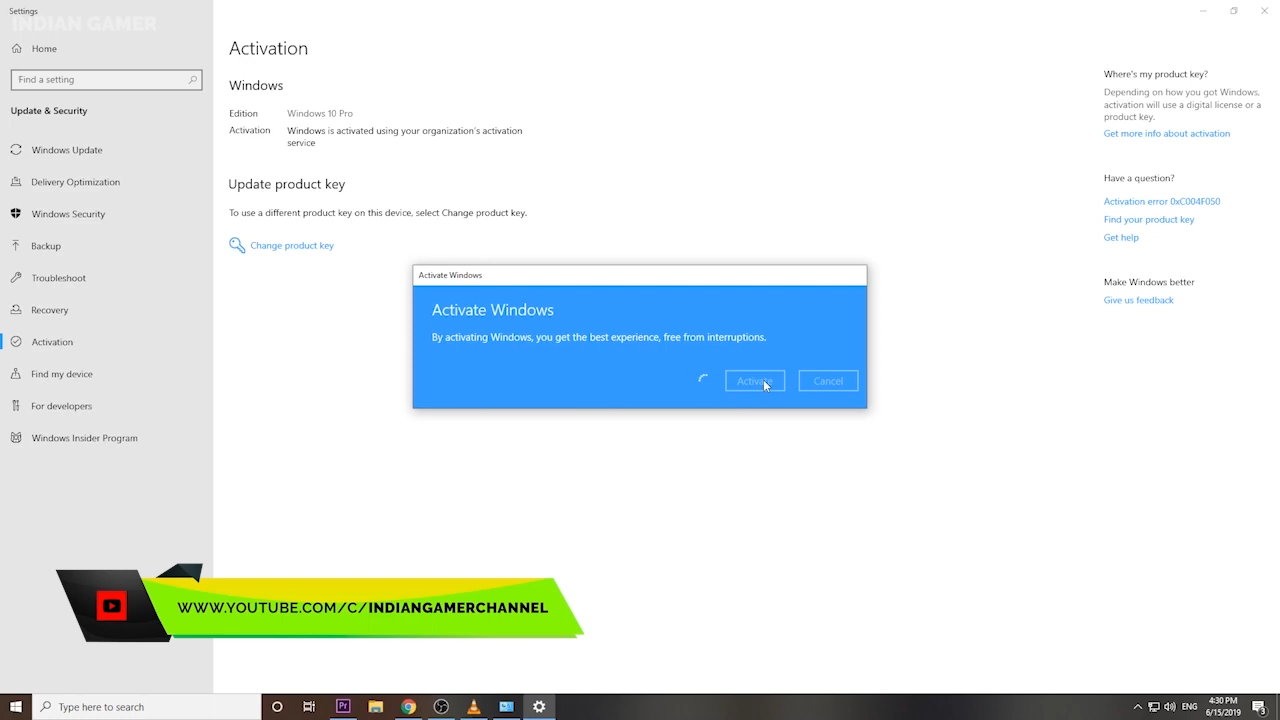 Settings
INDIAN GAMER
Home
Find a setting
Update & Security
Windows Update
Delivery Optimization
Windows Security
Backup
Troubleshoot
Recovery
Activation
Find my device
For developers
Windows Insider Program
Activation
Windows
Edition Windows 10 Pro
Activation Windows is activated using your organization's activation
service
Update product key
To use a different product key on this device, select Change product key.
Change product key
Where's my product key?
Depending on how you got Windows,
activation will use a digital license or a
product key.
Get more info about activation
Have a question?
Activation error 0xC004F050
Find your product key
Get help
Make Windows better
Give us feedback
Activate Windows
Activate Windows
By activating Windows, you get the best experience, free from interruptions.
Activate Cancel
WWW.YOUTUBE.COM/C/INDIANGAMERCHANNEL
Type here to search
Pr
4:30 PM
6/15/2019
3